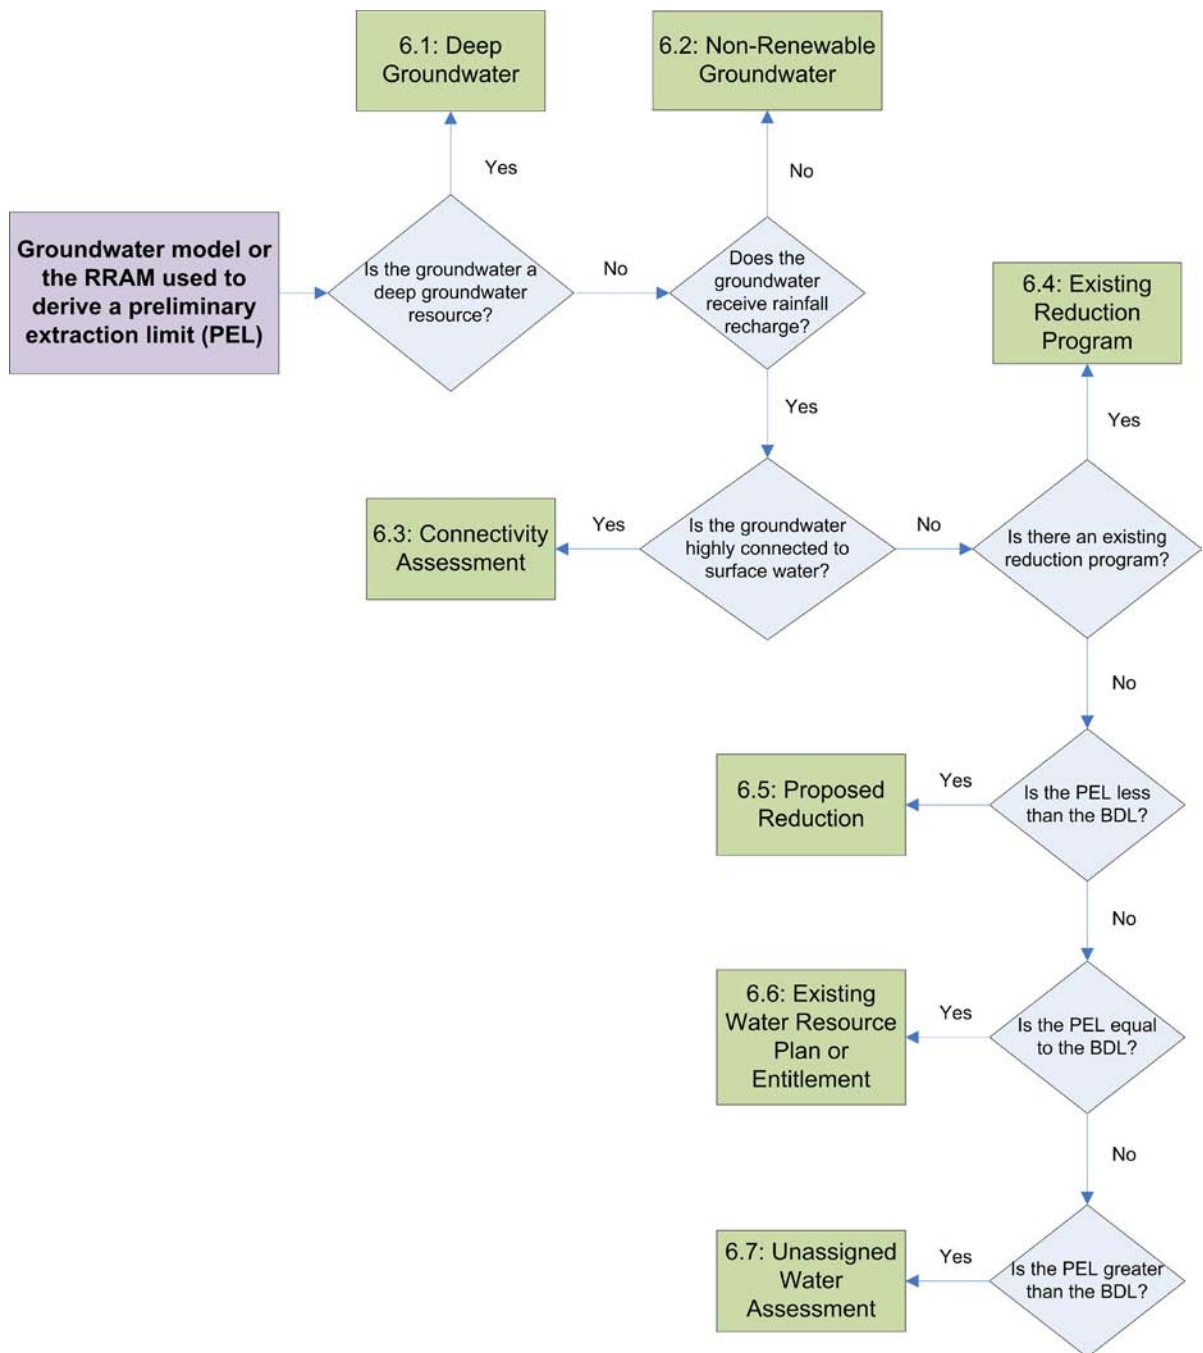 6.1: Deep
Groundwater
6.2: Non-Renewable
Groundwater
Yes
No
Groundwater model or
the RRAM used to
derive a preliminary
extraction limit (PEL)
Is the groundwater a
deep groundwater
resource?
No
Does the
groundwater
receive rainfall
recharge?
6.4: Existing
Reduction
Program
Yes
Yes
6.3: Connectivity
Assessment
Yes
Is the groundwater
highly connected to
surface water?
No
Is there an existing
reduction program?
No
6.5: Proposed
Reduction
Yes
Is the PEL less
than the BDL?
No
6.6: Existing
Water Resource
Plan or
Entitlement
Yes
Is the PEL equal
to the BDL?
No
6.7: Unassigned
Water
Assessment
Yes
Is the PEL greater
than the BDL?